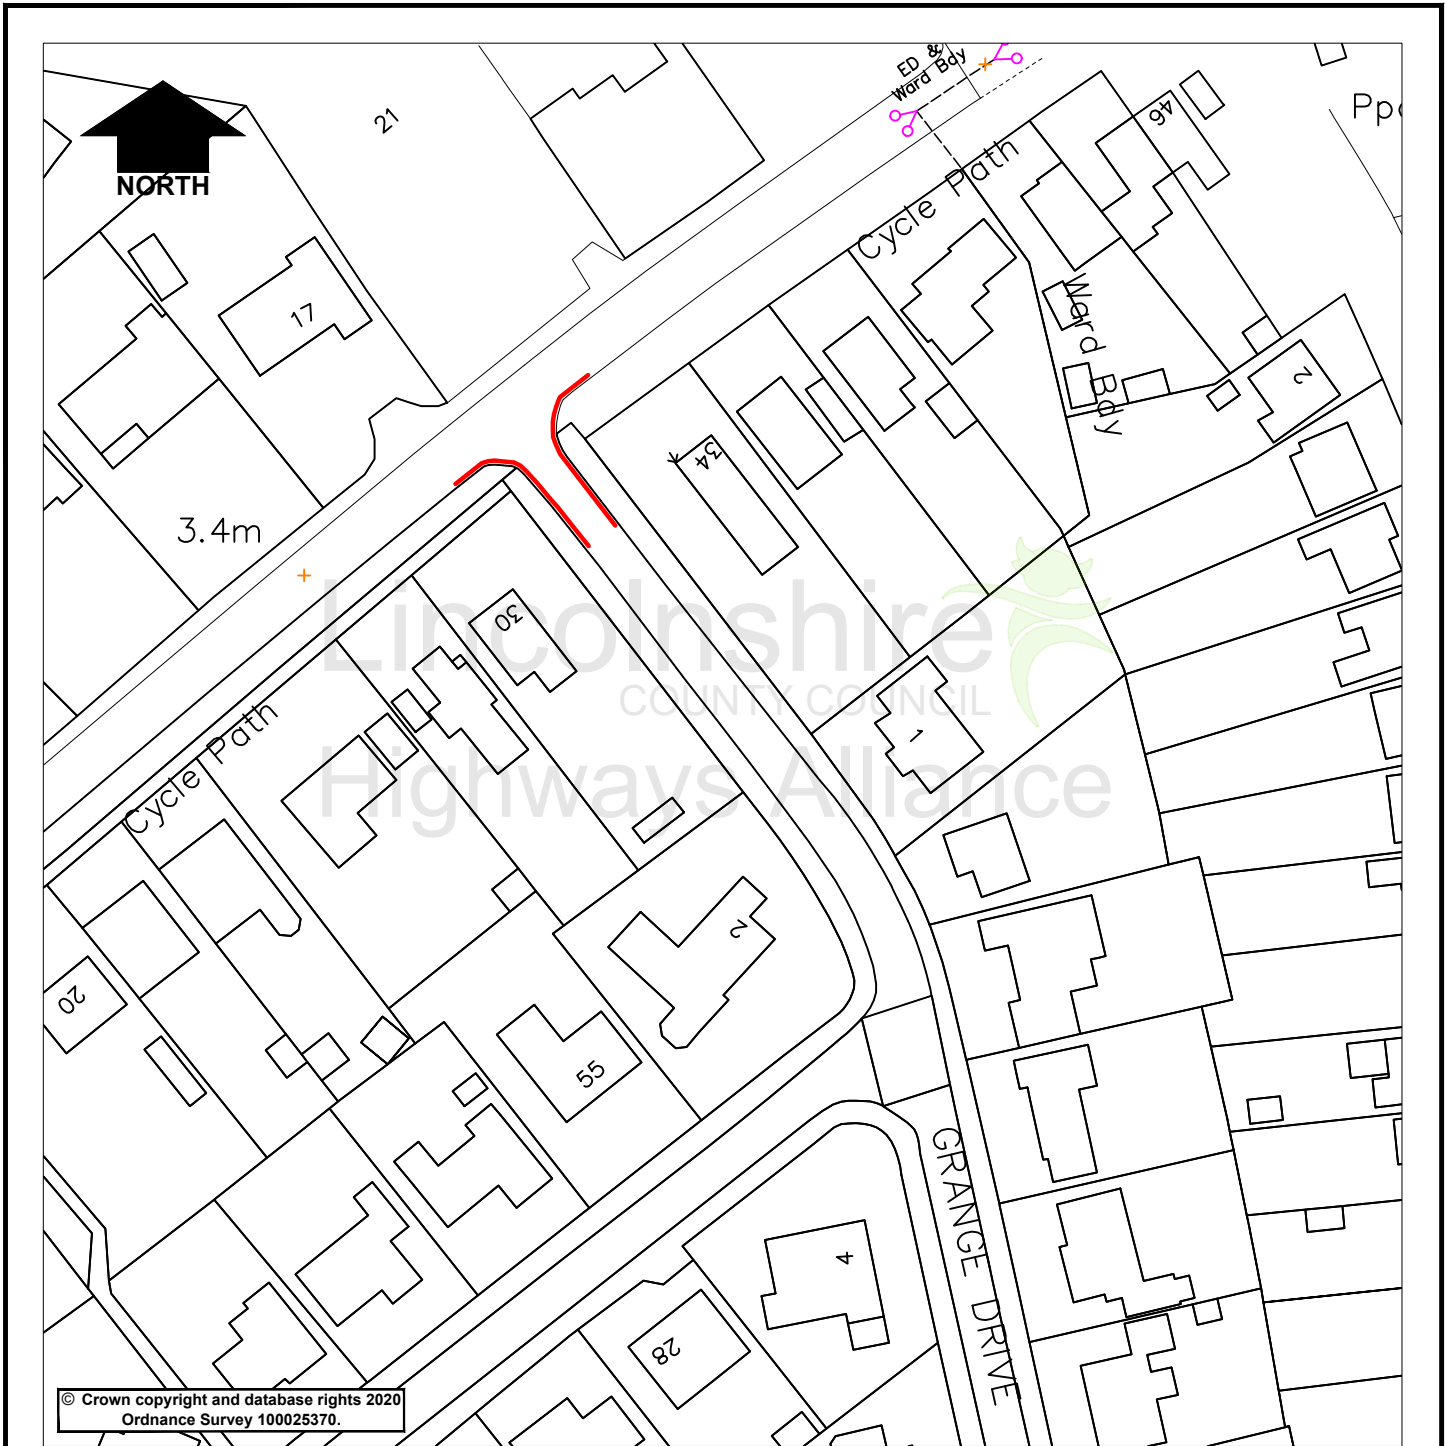 ED &
Ward Bdy
21
46
Cycle Path
NORTH
17
Ward Bdy
2
34
3.4m
Lincolnshire
COUNTY COUNCIL
Highways Alliance
30
1
Cycle Path
2
20
55
GRANGE DRIVE
4
28
© Crown copyright and database rights 2020
Ordnance Survey 100025370.